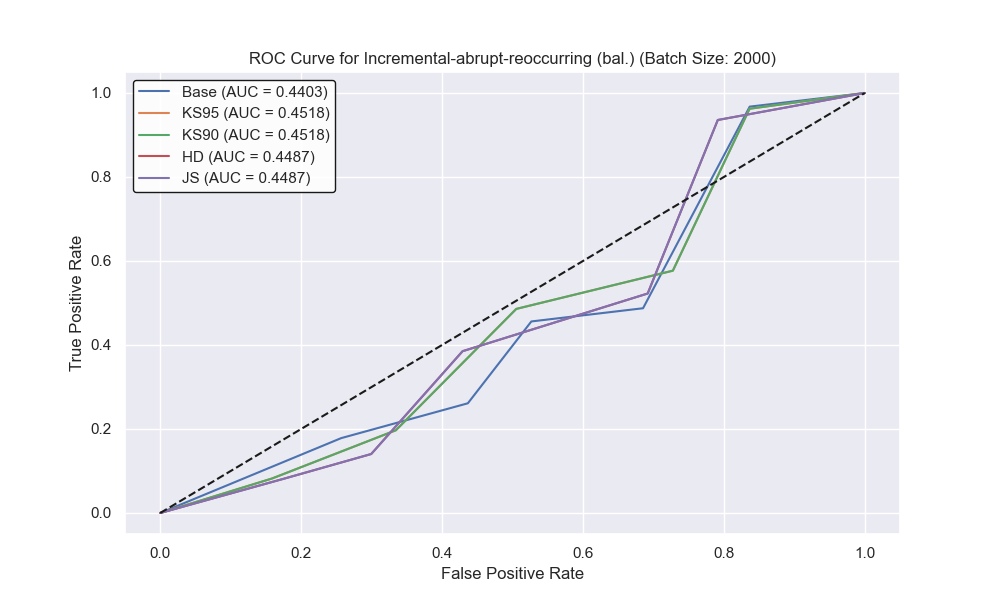 ROC Curve for Incremental-abrupt-reoccurring (bal.) (Batch Size: 2000)
Base (AUC = 0.4403)
KS95 (AUC = 0.4518)
KS90 (AUC = 0.4518)
HD (AUC = 0.4487)
JS (AUC = 0.4487)
True Positive Rate
1.0
0.8
0.6
0.4
0.2
0.0
0.0 0.2 0.4 0.6 0.8 1.0
False Positive Rate